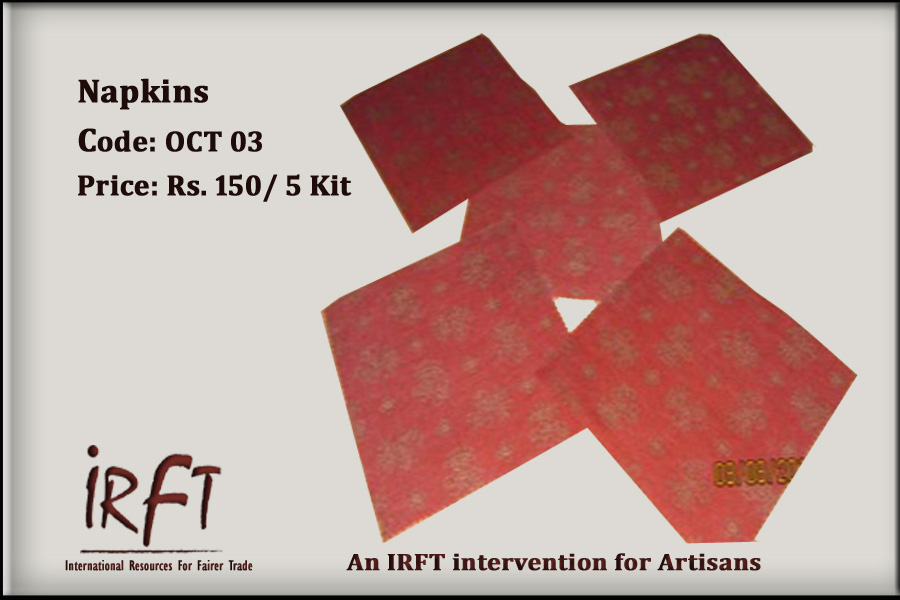 Napkins
Code: OCT 03
Price: Rs. 150/ 5 Kit
iRFT
International Resources For Fairer Trade
An IRFT intervention for Artisans